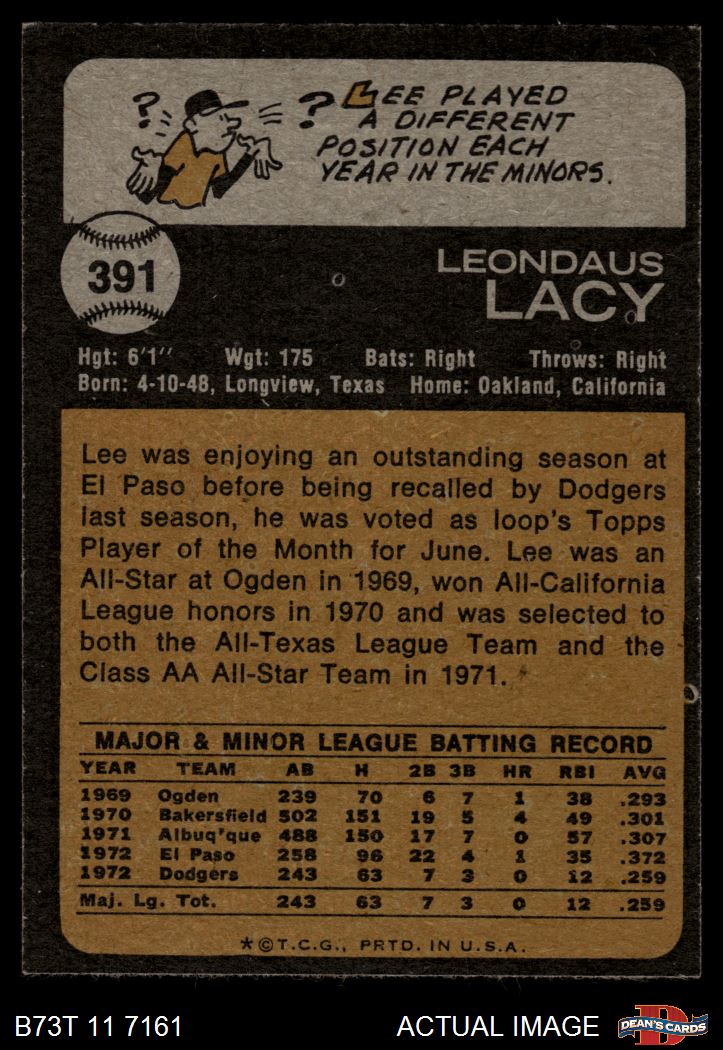 ? ? LEE PLAYED
A DIFFERENT
POSITION EACH
YEAR IN THE MINORS.
391
LEONDAUS
LACY
Hgt: 6'1" Wgt: 175 Bats: Right Throws: Right
Born: 4-10-48, Longview, Texas Home: Oakland, California
Lee was enjoying an outstanding season at
El Paso before being recalled by Dodgers
last season, he was voted as loop's Topps
Player of the Month for June. Lee was an
All-Star at Ogden in 1969, won All-California
League honors in 1970 and was selected to
both the All-Texas League Team and the
Class AA All-Star Team in 1971.
MAJOR & MINOR LEAGUE BATTING RECORD
YEAR TEAM AB H 2B 3B HR RBI AVG
1969 Ogden 239 70 6 7 1 38 .293
1970 Bakersfield 502 151 19 5 4 49 .301
1971 Albuq'que 488 150 17 7 0 57 .307
1972 El Paso 258 96 22 4 1 35 .372
1972 Dodgers 243 63 7 3 0 12 .259
Maj. Lg. Tot. 243 63 7 3 0 12 .259
*©T.C.G., PRTD. IN U.S.A.
B73T 11 7161 ACTUAL IMAGE D DEAN'S CARDS